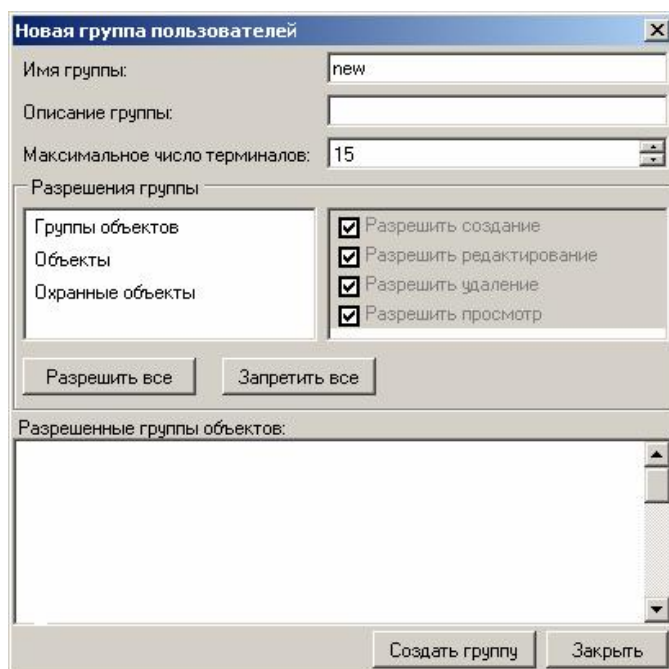 Новая группа пользователей
Имя группы: new
Описание группы:
Максимальное число терминалов: 15
Разрешения группы
Группы объектов
Объекты
Охранные объекты
Разрешить создание
Разрешить редактирование
Разрешить удаление
Разрешить просмотр
Разрешить все Запретить все
Разрешенные группы объектов:
Создать группу Закрыть